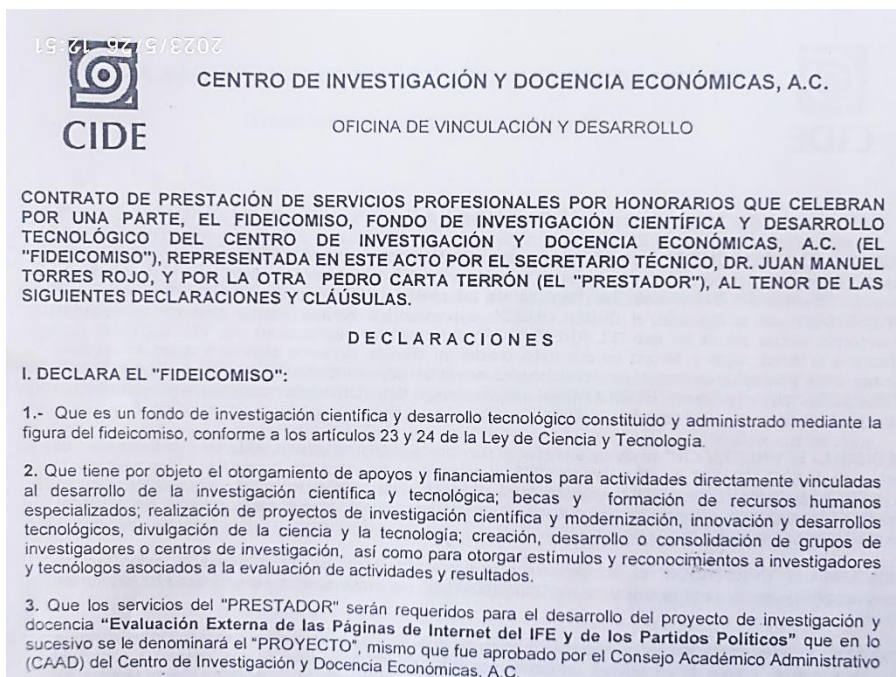 2023/5/26 12:51
CENTRO DE INVESTIGACIÓN Y DOCENCIA ECONÓMICAS, A.C.
CIDE
OFICINA DE VINCULACIÓN Y DESARROLLO
CONTRATO DE PRESTACIÓN DE SERVICIOS PROFESIONALES POR HONORARIOS QUE CELEBRAN
POR UNA PARTE, EL FIDEICOMISO, FONDO DE INVESTIGACIÓN CIENTÍFICA Y DESARROLLO
TECNOLÓGICO DEL CENTRO DE INVESTIGACIÓN Y DOCENCIA ECONÓMICAS, A.C. (EL
"FIDEICOMISO"), REPRESENTADA EN ESTE ACTO POR EL SECRETARIO TÉCNICO, DR. JUAN MANUEL
TORRES ROJO, Y POR LA OTRA PEDRO CARTA TERRÓN (EL "PRESTADOR"), AL TENOR DE LAS
SIGUIENTES DECLARACIONES Y CLÁUSULAS.
DECLARACIONES
I. DECLARA EL "FIDEICOMISO":
1.- Que es un fondo de investigación científica y desarrollo tecnológico constituido y administrado mediante la
figura del fideicomiso, conforme a los artículos 23 y 24 de la Ley de Ciencia y Tecnología.
2. Que tiene por objeto el otorgamiento de apoyos y financiamientos para actividades directamente vinculadas
al desarrollo de la investigación científica y tecnológica; becas y formación de recursos humanos
especializados; realización de proyectos de investigación científica y modernización, innovación y desarrollos
tecnológicos, divulgación de la ciencia y la tecnología; creación, desarrollo o consolidación de grupos de
investigadores o centros de investigación, así como para otorgar estímulos y reconocimientos a investigadores
y tecnólogos asociados a la evaluación de actividades y resultados.
3. Que los servicios del "PRESTADOR" serán requeridos para el desarrollo del proyecto de investigación y
docencia "Evaluación Externa de las Páginas de Internet del IFE y de los Partidos Políticos" que en lo
sucesivo se le denominará el "PROYECTO", mismo que fue aprobado por el Consejo Académico Administrativo
(CAAD) del Centro de Investigación y Docencia Económicas, A.C.